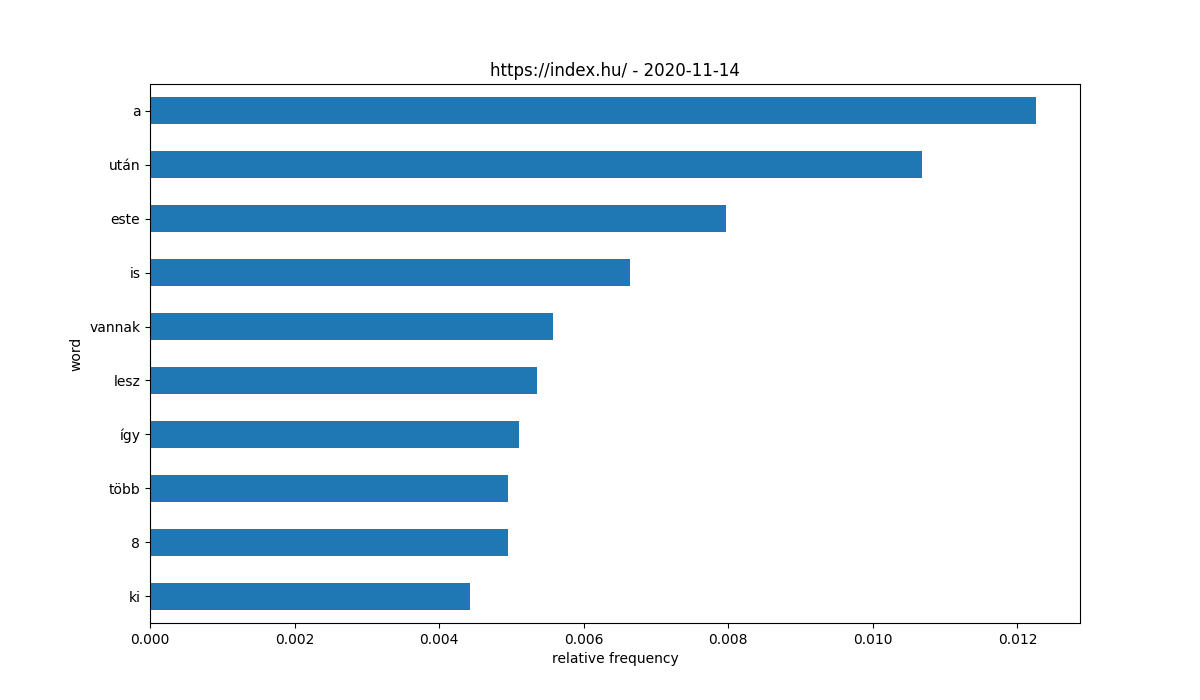 https://index.hu/ - 2020-11-14
a
után
este
is
vannak
lesz
így
több
8
ki
word
0.000 0.002 0.004 0.006 0.008 0.010 0.012
relative frequency